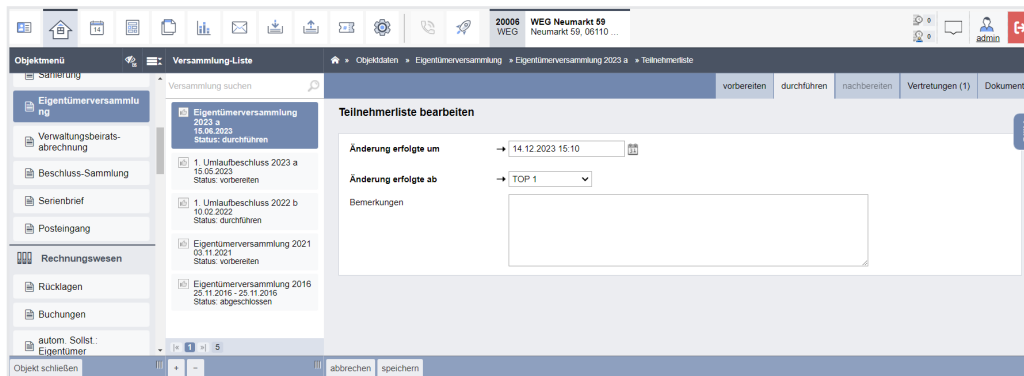 20006 WEG Neumarkt 59
WEG Neumarkt 59, 06110 ...
0
0
admin
14
Objektmenü
Versammlung-Liste
Objektdaten » Eigentümerversammlung » Eigentümerversammlung 2023 a » Teilnehmerliste
Sanierung
Eigentümerversammlu
ng
Verwaltungsbeirats-
abrechnung
Beschluss-Sammlung
Serienbrief
Posteingang
Rechnungswesen
Rücklagen
Buchungen
autom. Sollst.:
Eigentümer
Objekt schließen
Versammlung suchen
Eigentümerversammlung
2023 a
15.06.2023
Status: durchführen
1. Umlaufbeschluss 2023 a
15.05.2023
Status: vorbereiten
1. Umlaufbeschluss 2022 b
10.02.2022
Status: durchführen
Eigentümerversammlung 2021
03.11.2021
Status: vorbereiten
Eigentümerversammlung 2016
25.11.2016 - 25.11.2016
Status: abgeschlossen
1 5
+ -
vorbereiten durchführen nachbereiten Vertretungen (1) Dokument
Teilnehmerliste bearbeiten
Änderung erfolgte um → 14.12.2023 15:10
Änderung erfolgte ab → TOP 1
Bemerkungen
abbrechen speichern